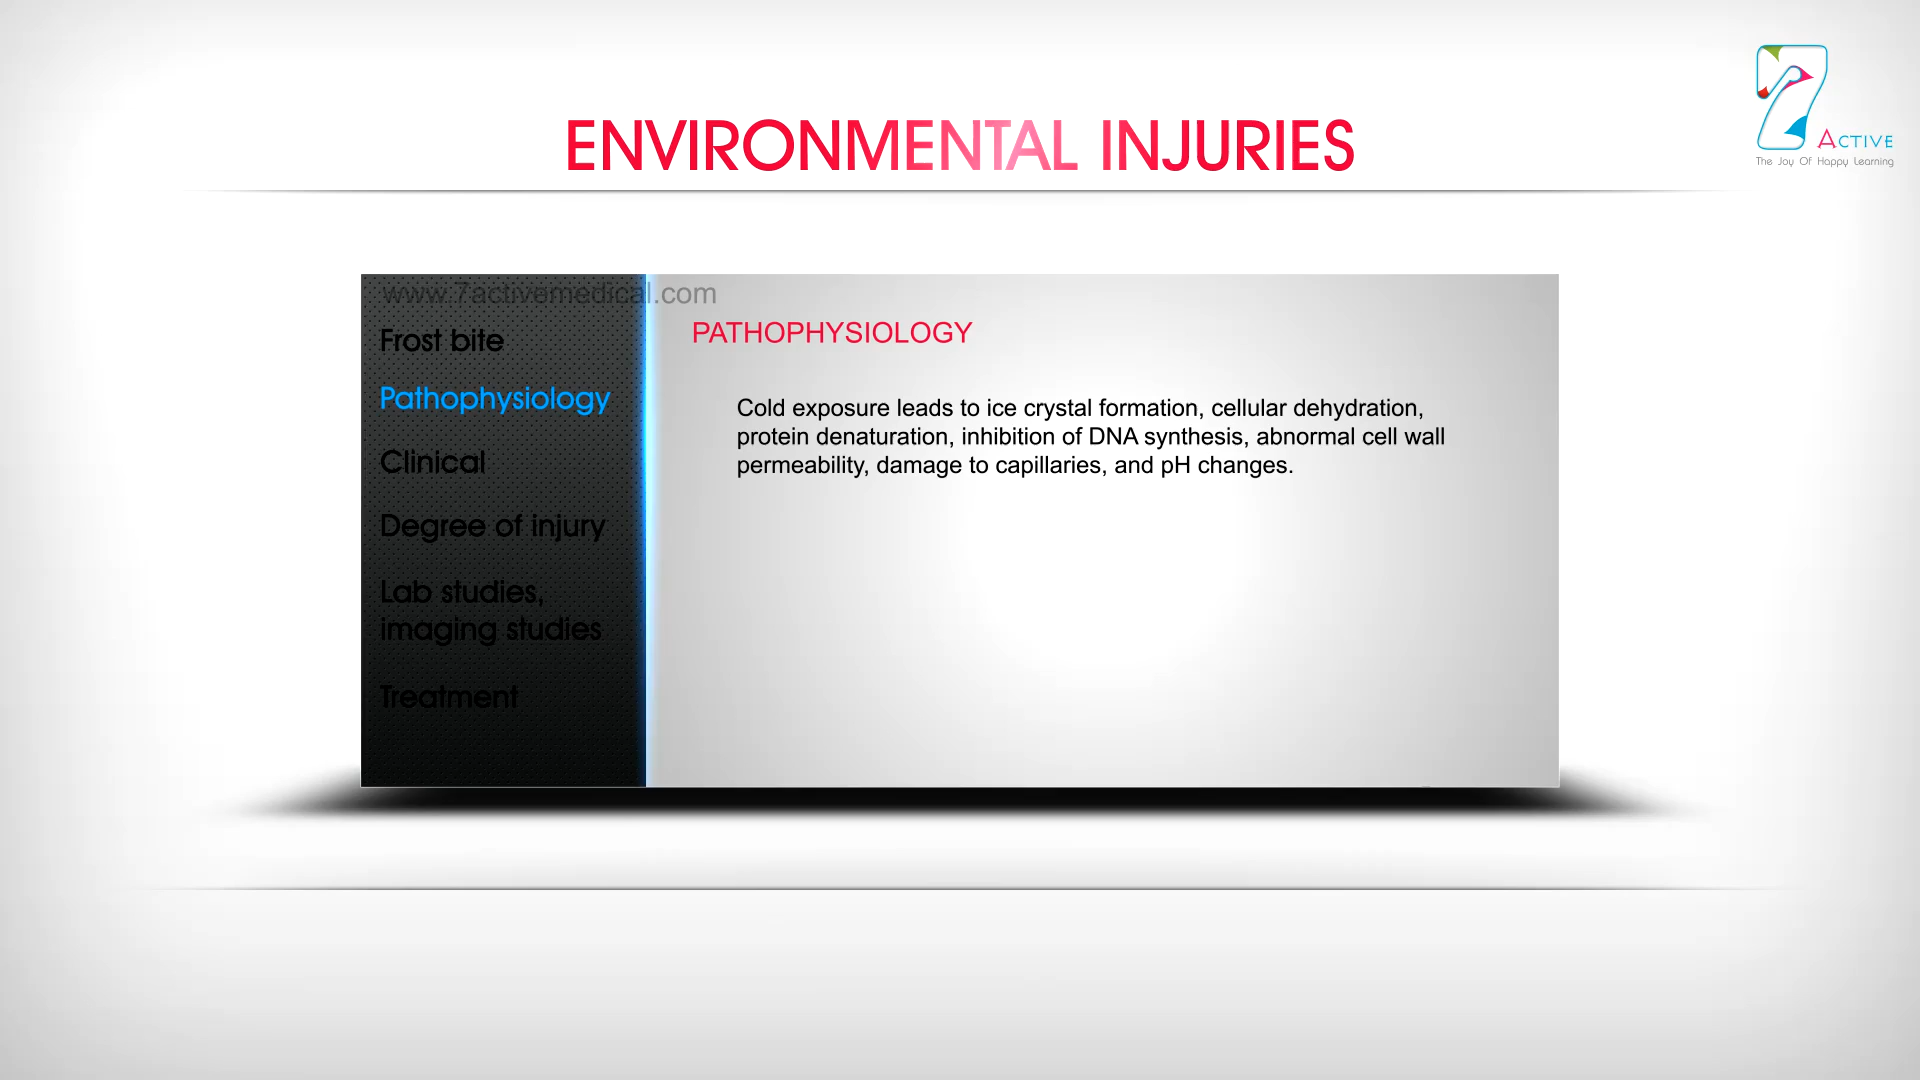 ENVIRONMENTAL INJURIES
7 ACTIVE
The Joy Of Happy Learning
www.7activemedical.com
Frost bite
Pathophysiology
Clinical
Degree of injury
Lab studies,
imaging studies
Treatment
PATHOPHYSIOLOGY
Cold exposure leads to ice crystal formation, cellular dehydration,
protein denaturation, inhibition of DNA synthesis, abnormal cell wall
permeability, damage to capillaries, and pH changes.